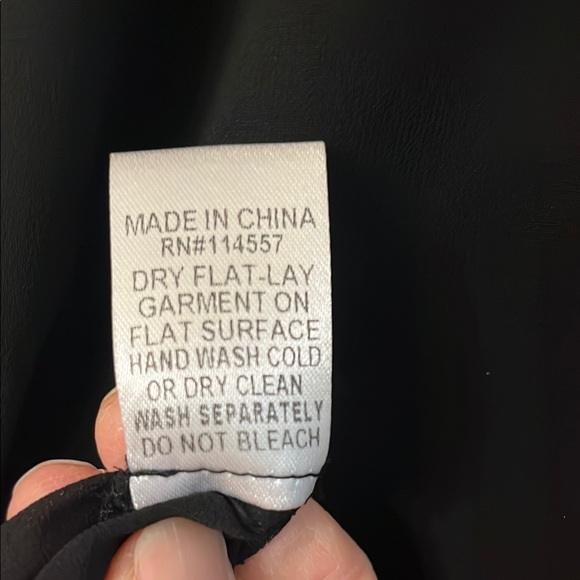 MADE IN CHINA
RN#114557
DRY FLAT-LAY
GARMENT ON
FLAT SURFACE
HAND WASH COLD
OR DRY CLEAN
WASH SEPARATELY
DO NOT BLEACH